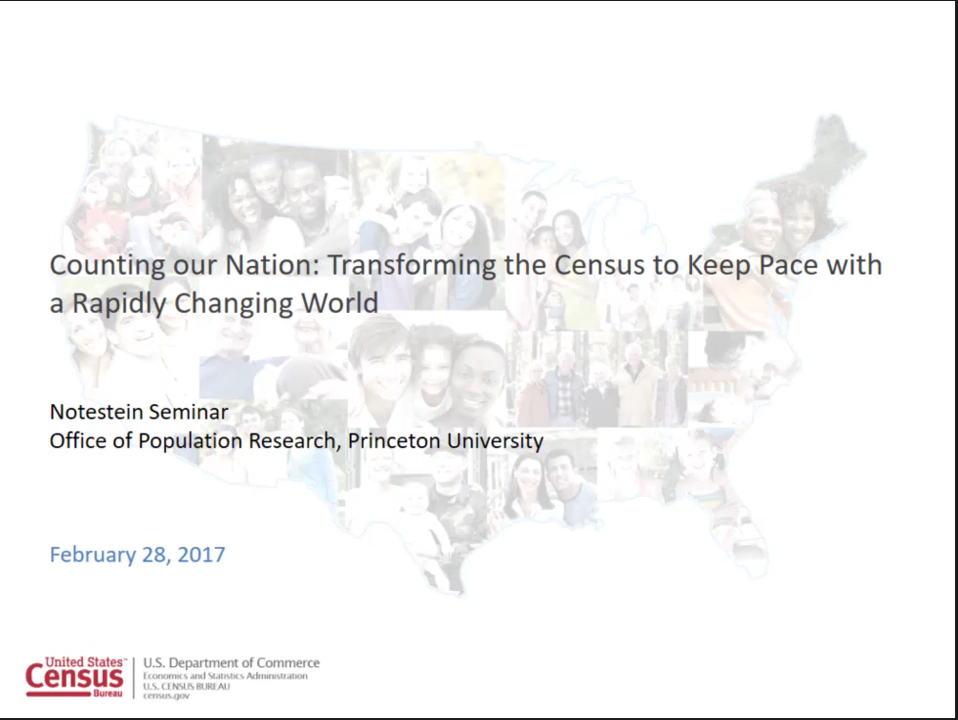 Counting our Nation: Transforming the Census to Keep Pace with
a Rapidly Changing World
Notestein Seminar
Office of Population Research, Princeton University
February 28, 2017
United States™
Census
Bureau
U.S. Department of Commerce
Economics and Statistics Administration
U.S. CENSUS BUREAU
census.gov